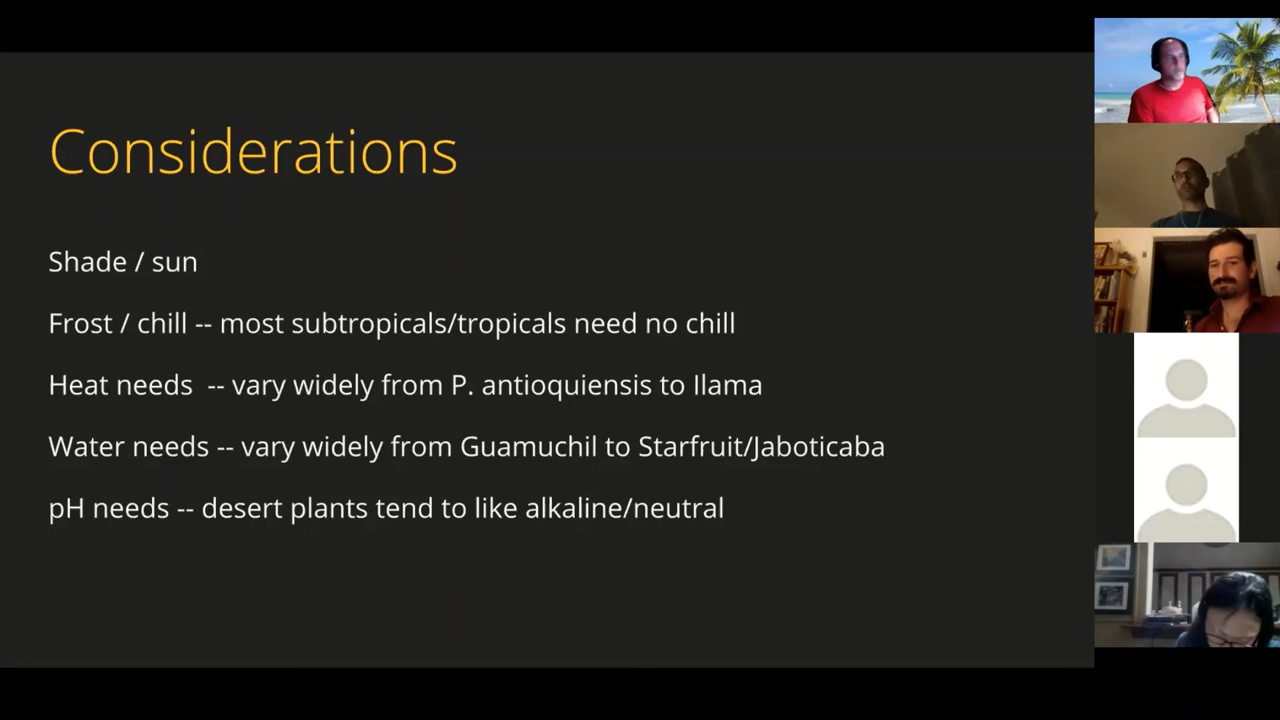 Considerations
Shade / sun
Frost / chill -- most subtropicals/tropicals need no chill
Heat needs -- vary widely from P. antioquiensis to Ilama
Water needs -- vary widely from Guamuchil to Starfruit/Jaboticaba
pH needs -- desert plants tend to like alkaline/neutral